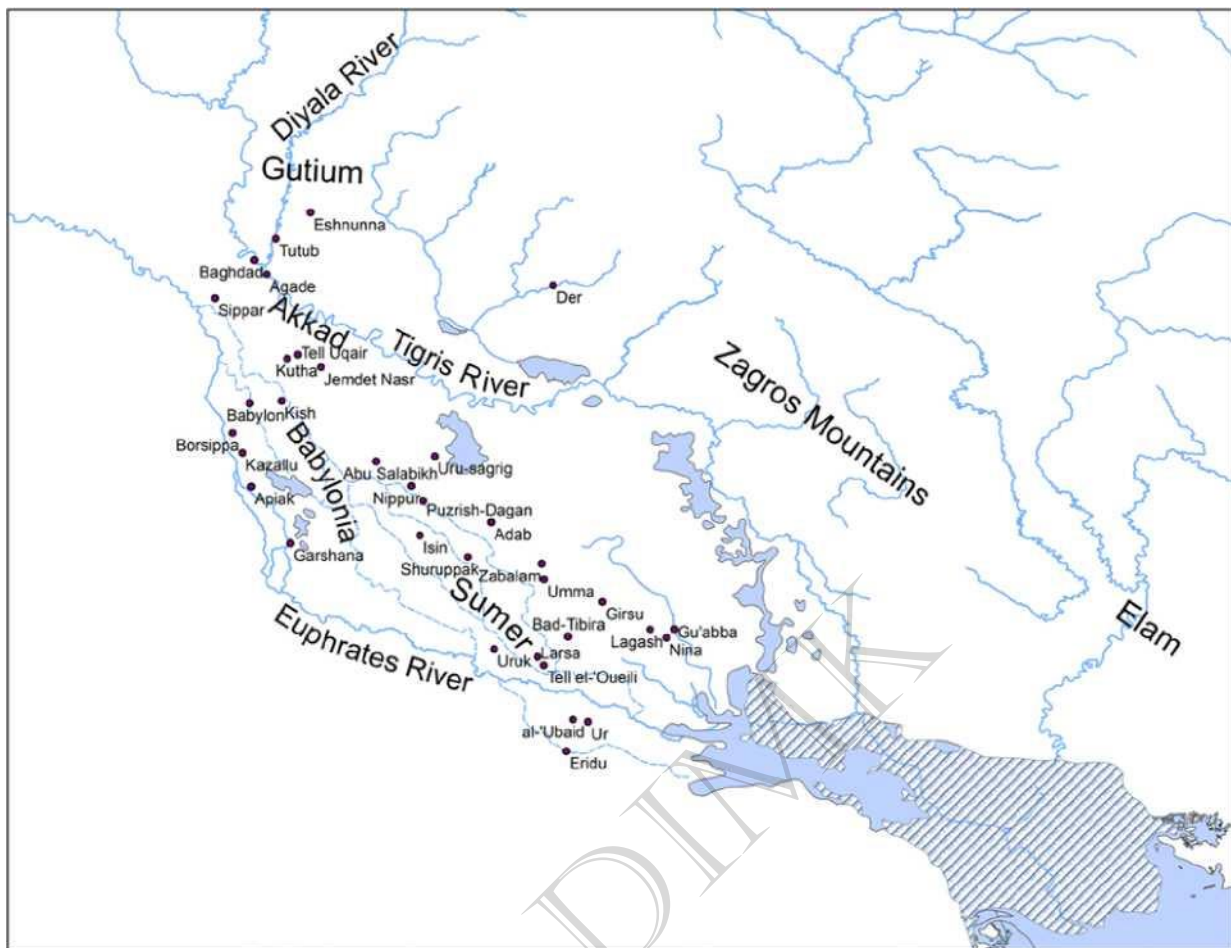 Diyala River
Gutium
Eshnunna
Tutub
Baghdad
Agade
Sippar
Akkad
Der
Tigris River
Tell Uqair
Kutha
Jemdet Nasr
Zagros Mountains
Babylon
Kish
Borsippa
Kazallu
Babylonia
Abu Salabikh
Uru-sagrig
Apiak
Nippur
Puzrish-Dagan
Adab
Isin
Garshana
Shuruppak
Zabalam
Umma
Sumer
Girsu
Elam
Bad-Tibira
Lagash
Gu'abba
Nina
Euphrates River
Uruk
Larsa
Tell el-'Oueili
al-'Ubaid
Ur
Eridu
DIMK